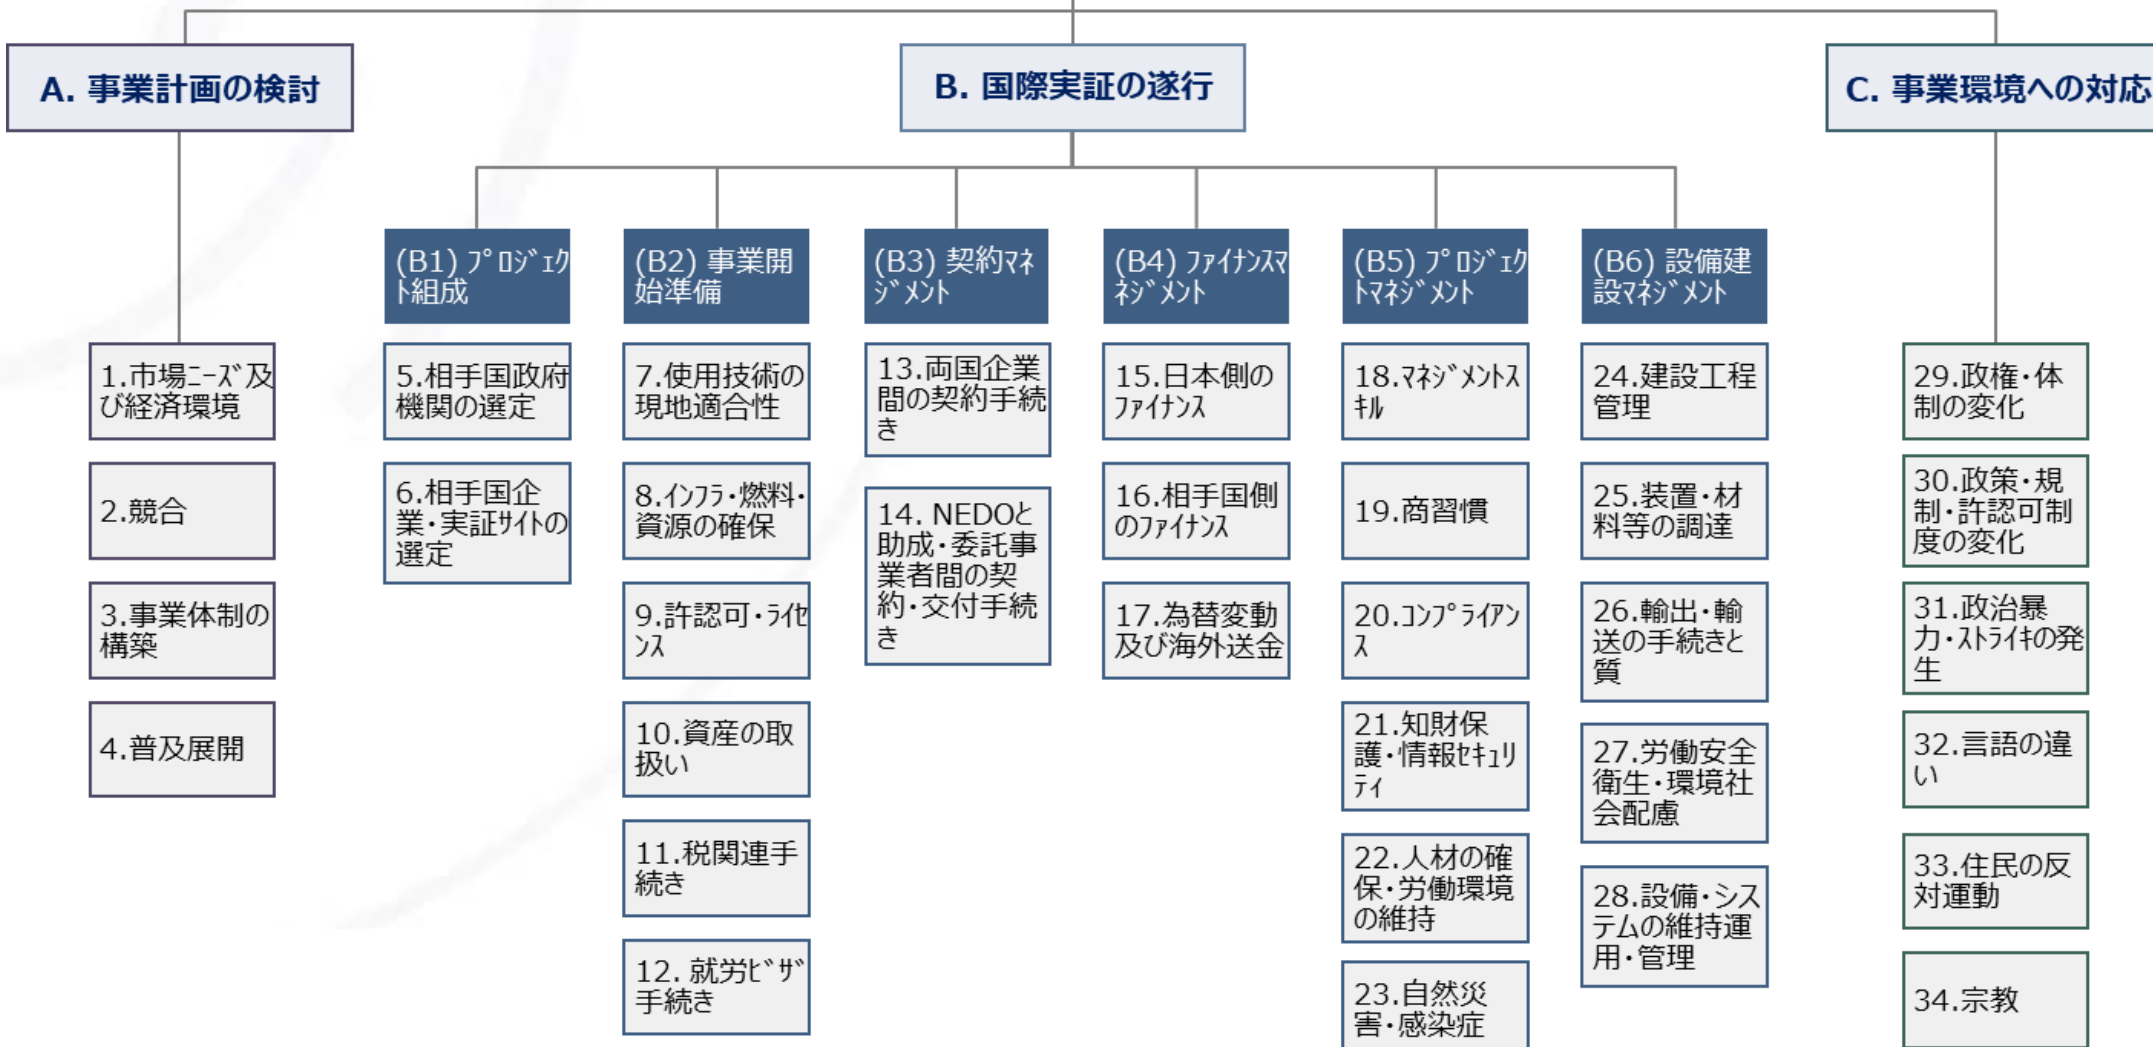 A. 事業計画の検討
B. 国際実証の遂行
C. 事業環境への対応
1.市場ﾆｰｽﾞ及
び経済環境
2.競合
3.事業体制の
構築
4.普及展開
(B1) ﾌﾟﾛｼﾞｪｸ
ﾄ組成
5.相手国政府
機関の選定
6.相手国企
業・実証ｻｲﾄの
選定
(B2) 事業開
始準備
7.使用技術の
現地適合性
8.ｲﾝﾌﾗ・燃料・
資源の確保
9.許認可・ﾗｲｾ
ﾝｽ
10.資産の取
扱い
11.税関連手
続き
12. 就労ﾋﾞｻﾞ
手続き
(B3) 契約ﾏﾈ
ｼﾞﾒﾝﾄ
13.両国企業
間の契約手続
き
14. NEDOと
助成・委託事
業者間の契
約・交付手続
き
(B4) ﾌｧｲﾅﾝｽﾏ
ﾈｼﾞﾒﾝﾄ
15.日本側の
ﾌｧｲﾅﾝｽ
16.相手国側
のﾌｧｲﾅﾝｽ
17.為替変動
及び海外送金
(B5) ﾌﾟﾛｼﾞｪｸ
ﾄﾏﾈｼﾞﾒﾝﾄ
18.ﾏﾈｼﾞﾒﾝﾄｽ
ｷﾙ
19.商習慣
20.ｺﾝﾌﾟﾗｲｱﾝ
ｽ
21.知財保
護・情報ｾｷｭﾘ
ﾃｨ
22.人材の確
保・労働環境
の維持
23.自然災
害・感染症
(B6) 設備建
設ﾏﾈｼﾞﾒﾝﾄ
24.建設工程
管理
25.装置・材
料等の調達
26.輸出・輸
送の手続きと
質
27.労働安全
衛生・環境社
会配慮
28.設備・シス
テムの維持運
用・管理
29.政権・体
制の変化
30.政策・規
制・許認可制
度の変化
31.政治暴
力・ｽﾄﾗｲｷの発
生
32.言語の違
い
33.住民の反
対運動
34.宗教